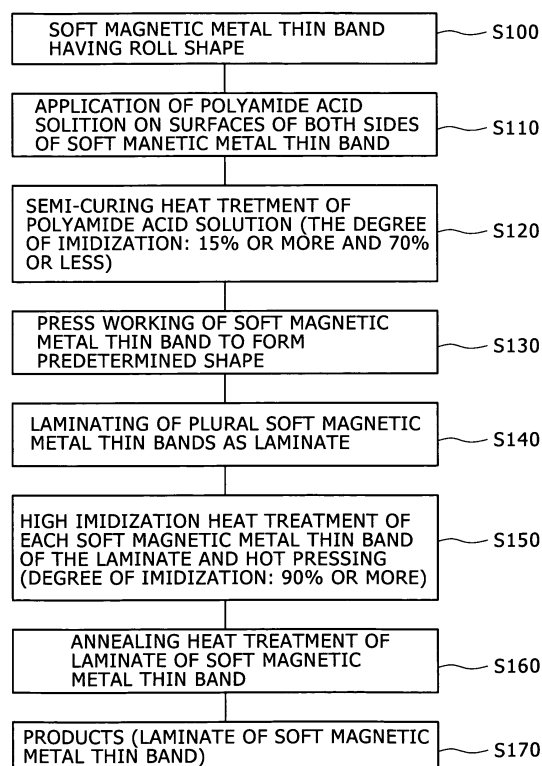 SOFT MAGNETIC METAL THIN BAND
HAVING ROLL SHAPE
S100
APPLICATION OF POLYAMIDE ACID
SOLITION ON SURFACES OF BOTH SIDES
OF SOFT MANETIC METAL THIN BAND
S110
SEMI-CURING HEAT TRETMENT OF
POLYAMIDE ACID SOLUTION (THE DEGREE
OF IMIDIZATION: 15% OR MORE AND 70%
OR LESS)
S120
PRESS WORKING OF SOFT MAGNETIC
METAL THIN BAND TO FORM
PREDETERMINED SHAPE
S130
LAMINATING OF PLURAL SOFT MAGNETIC
METAL THIN BANDS AS LAMINATE
S140
HIGH IMIDIZATION HEAT TREATMENT OF
EACH SOFT MAGNETIC METAL THIN BAND
OF THE LAMINATE AND HOT PRESSING
(DEGREE OF IMIDIZATION: 90% OR MORE)
S150
ANNEALING HEAT TREATMENT OF
LAMINATE OF SOFT MAGNETIC
METAL THIN BAND
S160
PRODUCTS (LAMINATE OF SOFT MAGNETIC
METAL THIN BAND)
S170